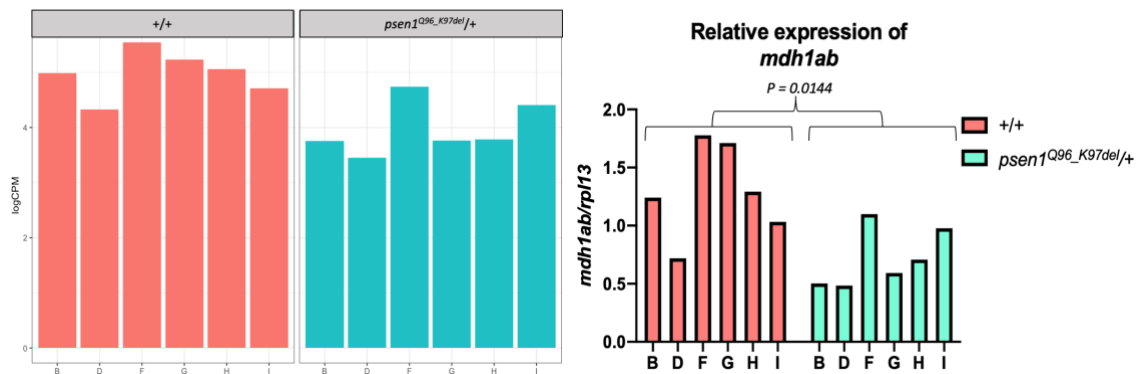 +/+
psen1Q96_K97del/+
logCPM
4
2
0
B D F G H I
B D F G H I
Relative expression of
mdh1ab
P = 0.0144
mdh1ab/rpl13
2.0
1.5
1.0
0.5
0.0
B D F G H I
B D F G H I
+/+
psen1Q96_K97del/+